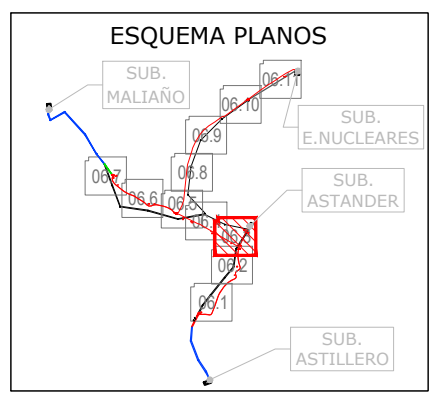 ESQUEMA PLANOS
SUB.
MALIAÑO
06.11
06.10
SUB.
E.NUCLEARES
06.9
06.8
06.7
SUB.
ASTANDER
06.6
06.5
06.2
06.1
SUB.
ASTILLERO